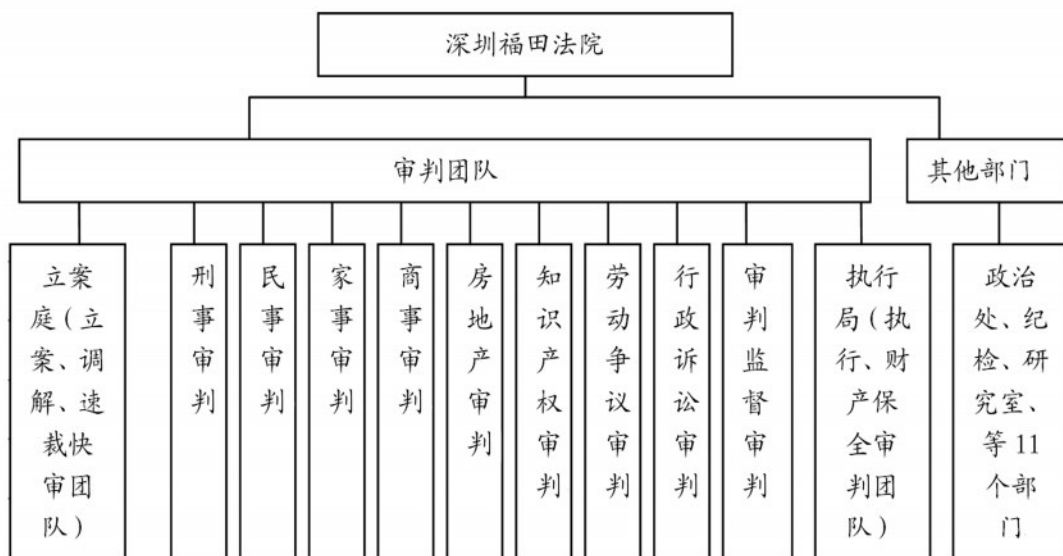 深圳福田法院
审判团队
其他部门
立案
庭(立
案、调
解、速
裁快
审团
队)
刑事审判
民事审判
家事审判
商事审判
房地产审判
知识产权审判
劳动争议审判
行政诉讼审判
审判监督审判
执行
局(执
行、财
产保
全审
判团
队)
政治
处、纪
检、研
究室、
等11
个部
门